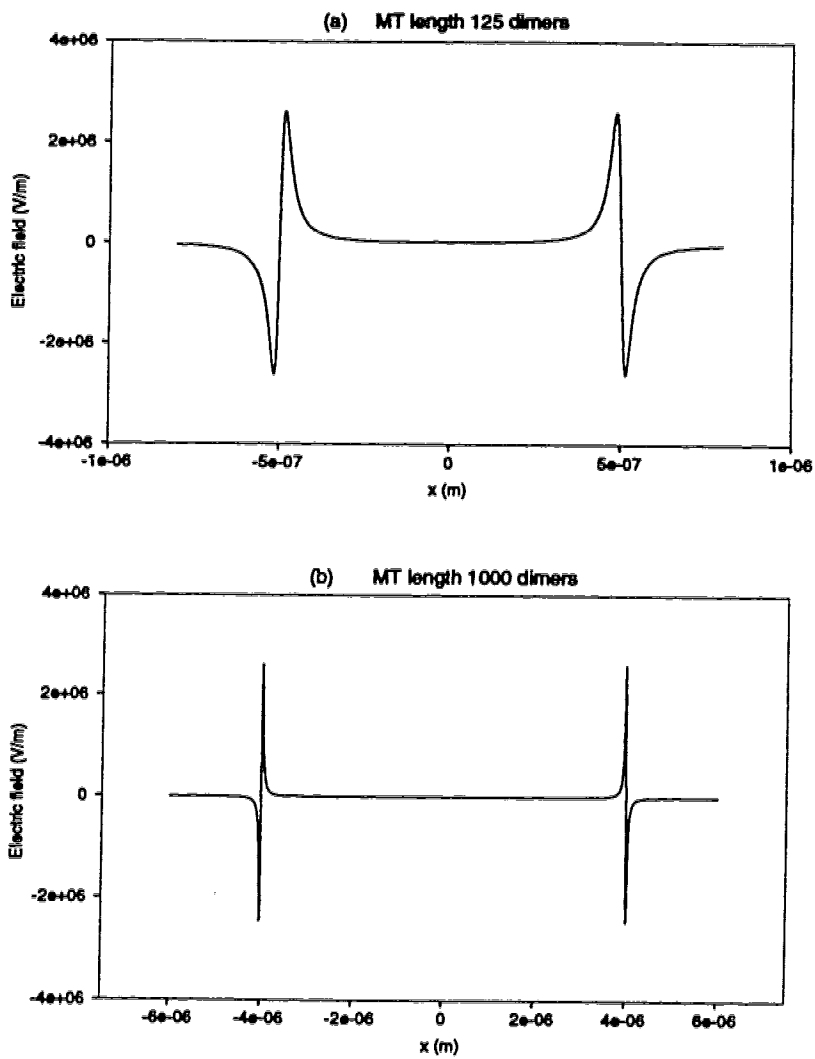 (a) MT length 125 dimers
4e+06
2e+06
0
-2e+06
-4e+06
Electric field (V/m)
-1e-06 -5e-07 0 5e-07 1e-06
x (m)
(b) MT length 1000 dimers
4e+06
2e+06
0
-2e+06
-4e+06
Electric field (V/m)
-6e-06 -4e-06 -2e-06 0 2e-06 4e-06 6e-06
x (m)